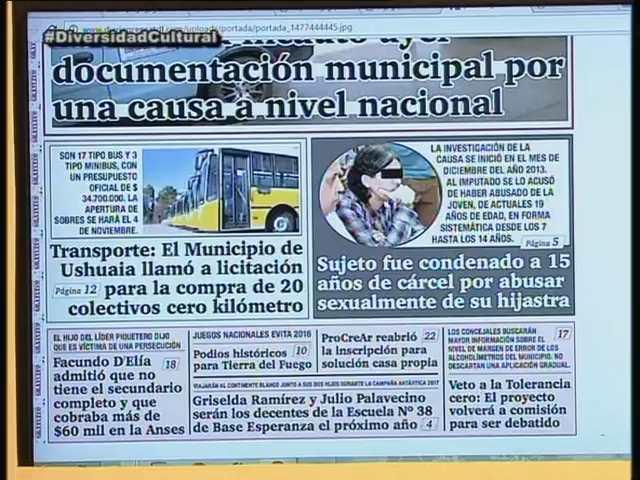 #DiversidadCultural
/portada/portada_1477444445.jpg
ayer
documentación municipal por
una causa a nivel nacional
SON 17 TIPO BUS Y 3
TIPO MINIBUS, CON
UN PRESUPUESTO
OFICIAL DE $
34.700.000. LA
APERTURA DE
SOBRES SE HARÁ EL 4
DE NOVIEMBRE.
Transporte: El Municipio de
Ushuaia llamó a licitación
Página 12 para la compra de 20
colectivos cero kilómetro
LA INVESTIGACIÓN DE LA
CAUSA SE INICIÓ EN EL MES DE
DICIEMBRE DEL AÑO 2013.
AL IMPUTADO SE LO ACUSÓ
DE HABER ABUSADO DE LA
JOVEN, DE ACTUALES 19
AÑOS DE EDAD, EN FORMA
SISTEMÁTICA DESDE LOS 7
HASTA LOS 14 AÑOS.
Página 5
Sujeto fue condenado a 15
años de cárcel por abusar
sexualmente de su hijastra
EL HIJO DEL LÍDER PIQUETERO DIJO
QUE ES VÍCTIMA DE UNA PERSECUCIÓN
Facundo D'Elía 18
admitió que no
tiene el secundario
completo y que
cobraba más de
$60 mil en la Anses
JUEGOS NACIONALES EVITA 2016
Podios históricos 10
para Tierra del Fuego
ProCreAr reabrió 22
la inscripción para
solución casa propia
VIAJARÁN AL CONTINENTE BLANCO JUNTO A SUS DOS HIJOS DURANTE LA CAMPAÑA ANTÁRTICA 2017
Griselda Ramírez y Julio Palavecino
serán los decentes de la Escuela Nº 38
de Base Esperanza el próximo año 4
LOS CONCEJALES BUSCARÁN 17
MAYOR INFORMACIÓN SOBRE EL
NIVEL DE MARGEN DE ERROR DE LOS
ALCOHOLÍMETROS DEL MUNICIPIO. NO
DESCARTAN UNA APLICACIÓN GRADUAL.
Veto a la Tolerancia
cero: El proyecto
volverá a comisión
para ser debatido